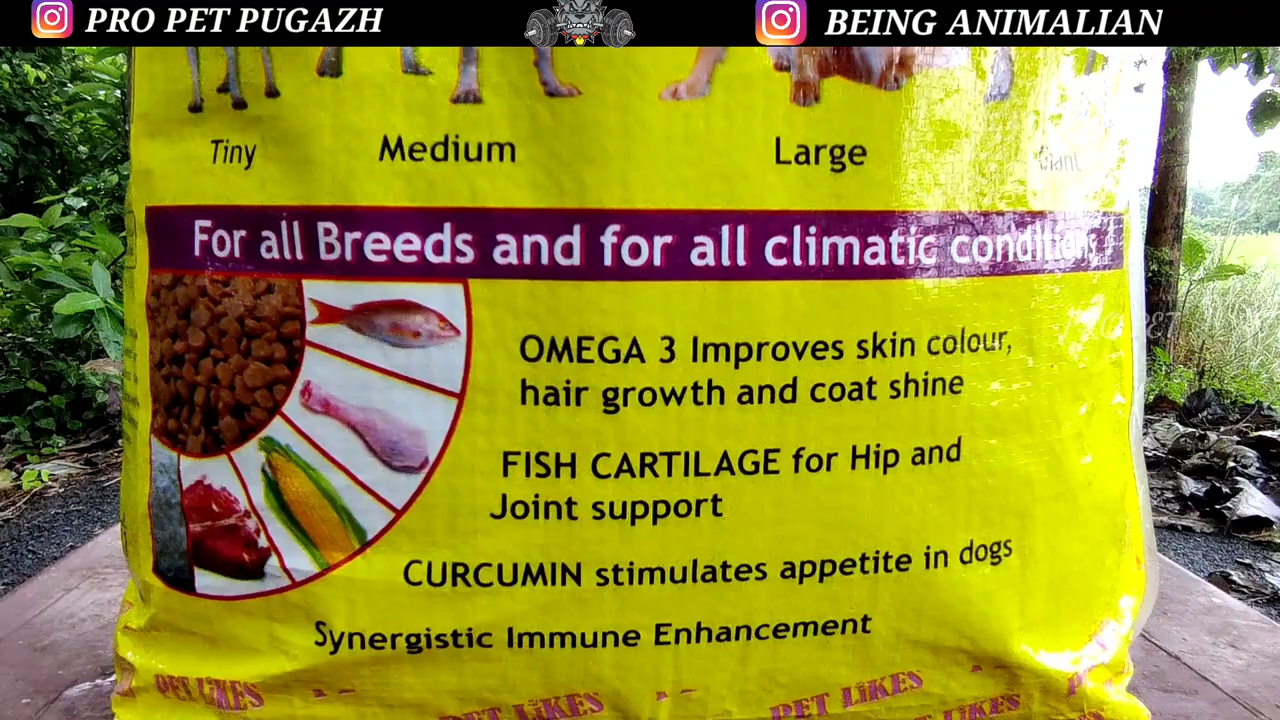 PRO PET PUGAZH
BEING ANIMALIAN
Tiny
Medium
Large
Giant
For all Breeds and for all climatic conditions
OMEGA 3 Improves skin colour,
hair growth and coat shine
FISH CARTILAGE for Hip and
Joint support
CURCUMIN stimulates appetite in dogs
Synergistic Immune Enhancement
PET LiKES
PET LiKES
PET LiKES
LiKES